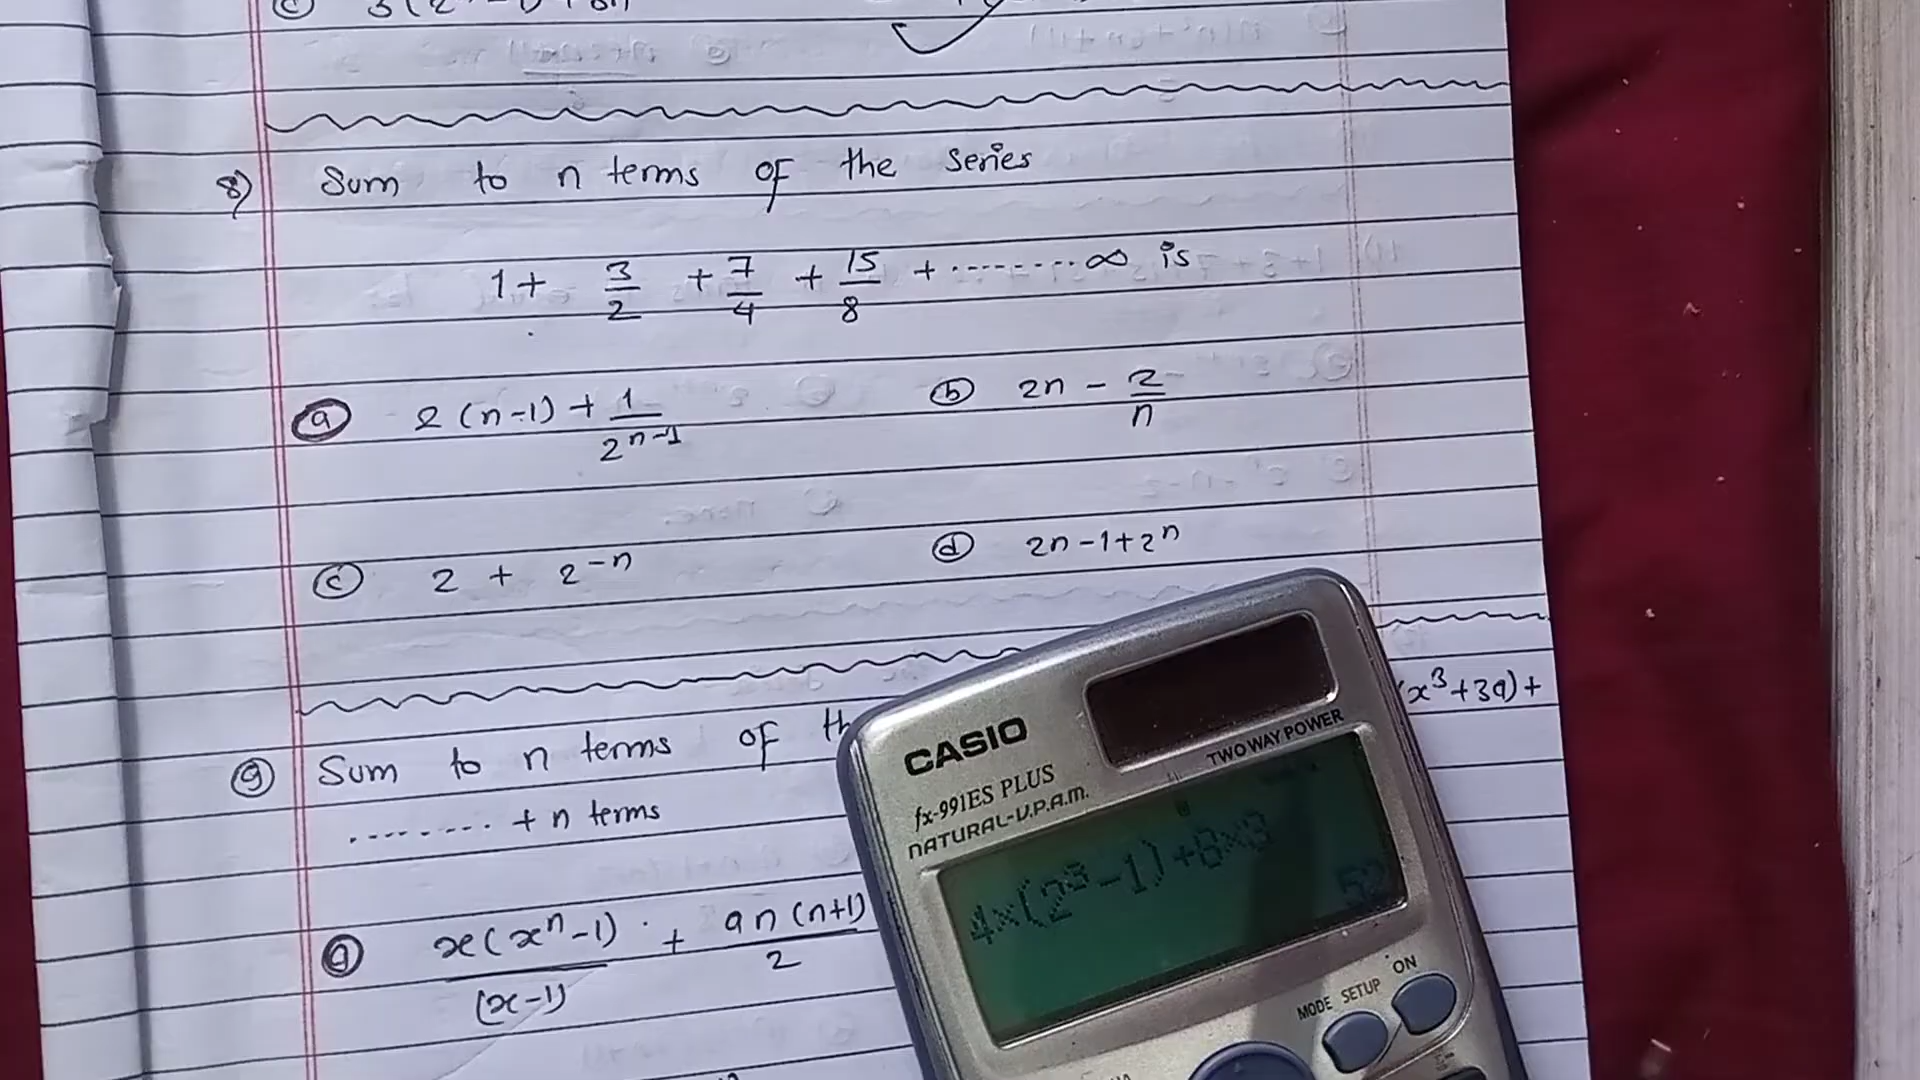 8) Sum to n terms of the series
1 + 3/2 + 7/4 + 15/8 + ········ ∞ is
(a) 2(n-1) + 1/2^(n-1) (b) 2n - 2/n
(c) 2 + 2^-n (d) 2n-1+2^n
(x³+3a)+
(9) Sum to n terms of
········ + n terms
(a) x(x^n-1)/(x-1) + an(n+1)/2
CASIO
TWO WAY POWER
fx-991ES PLUS
NATURAL-V.P.A.M.
4×(2³-1)+8×3
52
MODE SETUP ON